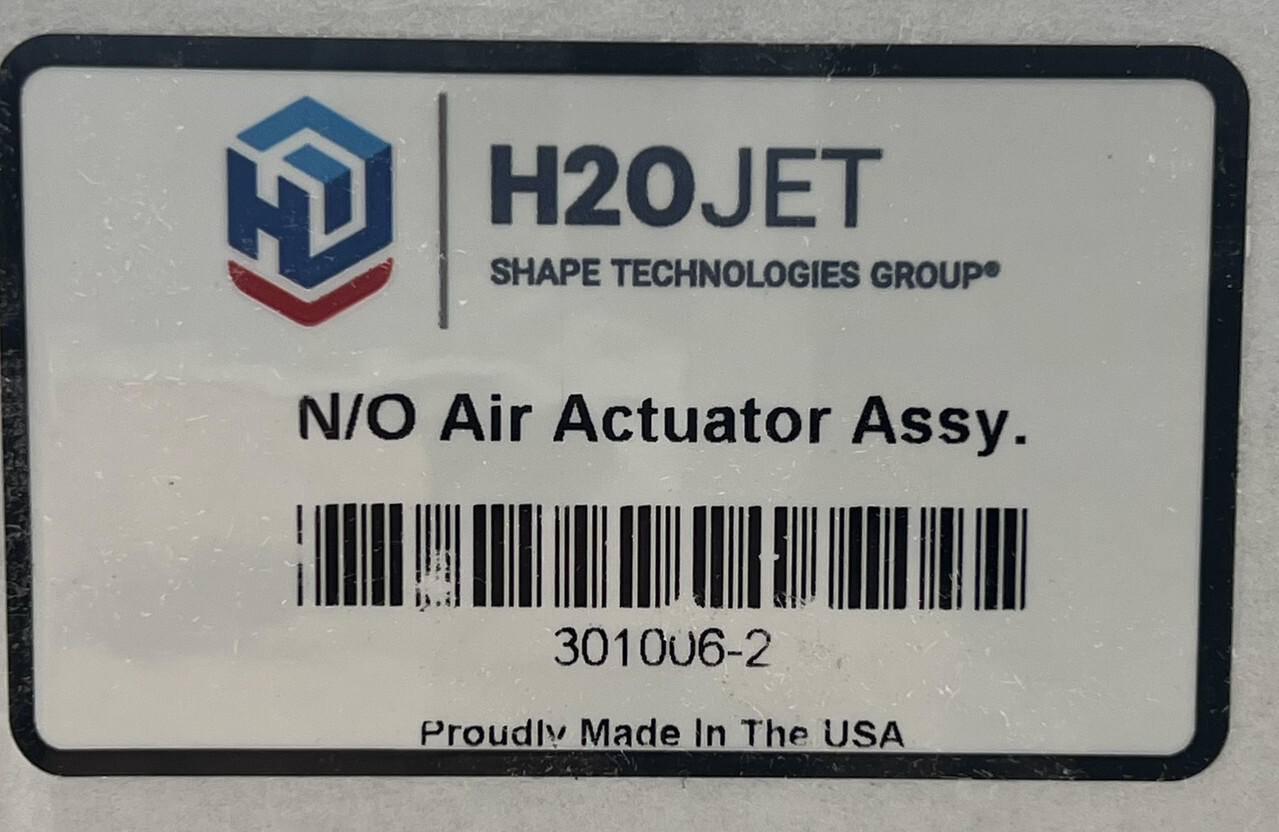 H2OJET
SHAPE TECHNOLOGIES GROUP®
N/O Air Actuator Assy.
301006-2
Proudly Made In The USA